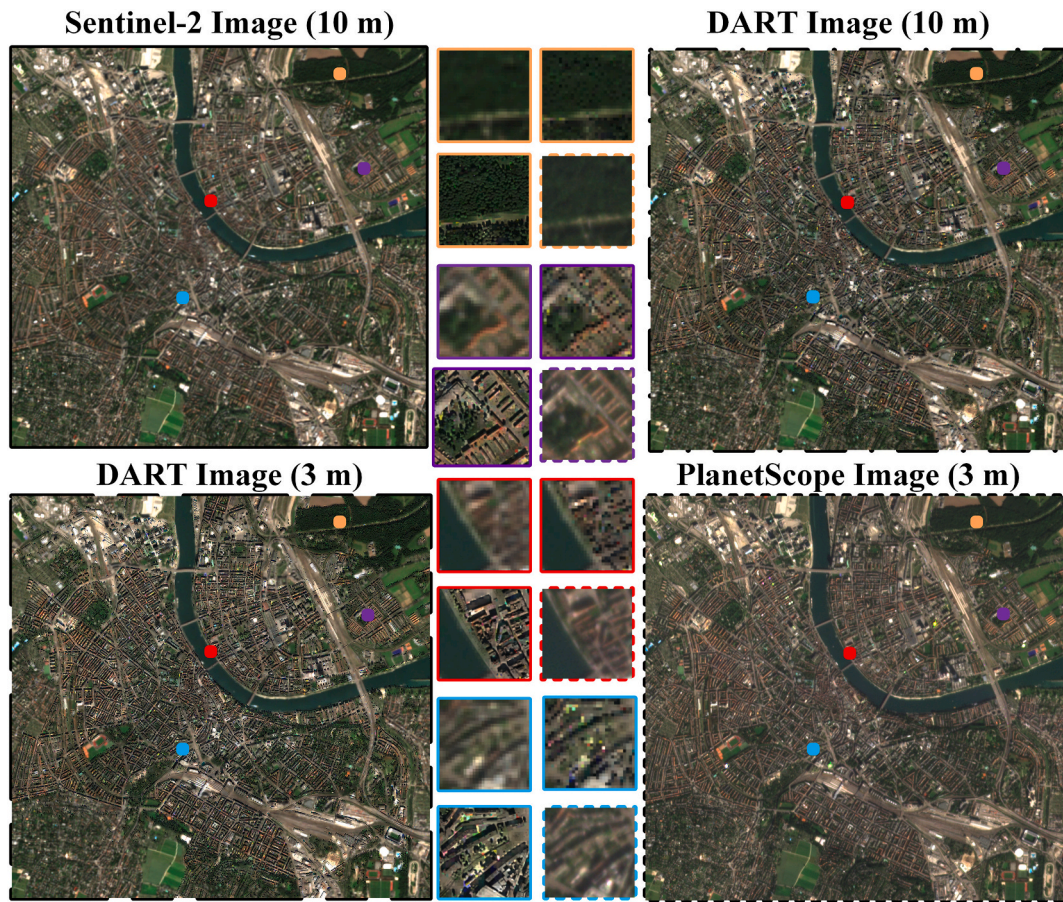 Sentinel-2 Image (10 m)
DART Image (10 m)
DART Image (3 m)
PlanetScope Image (3 m)